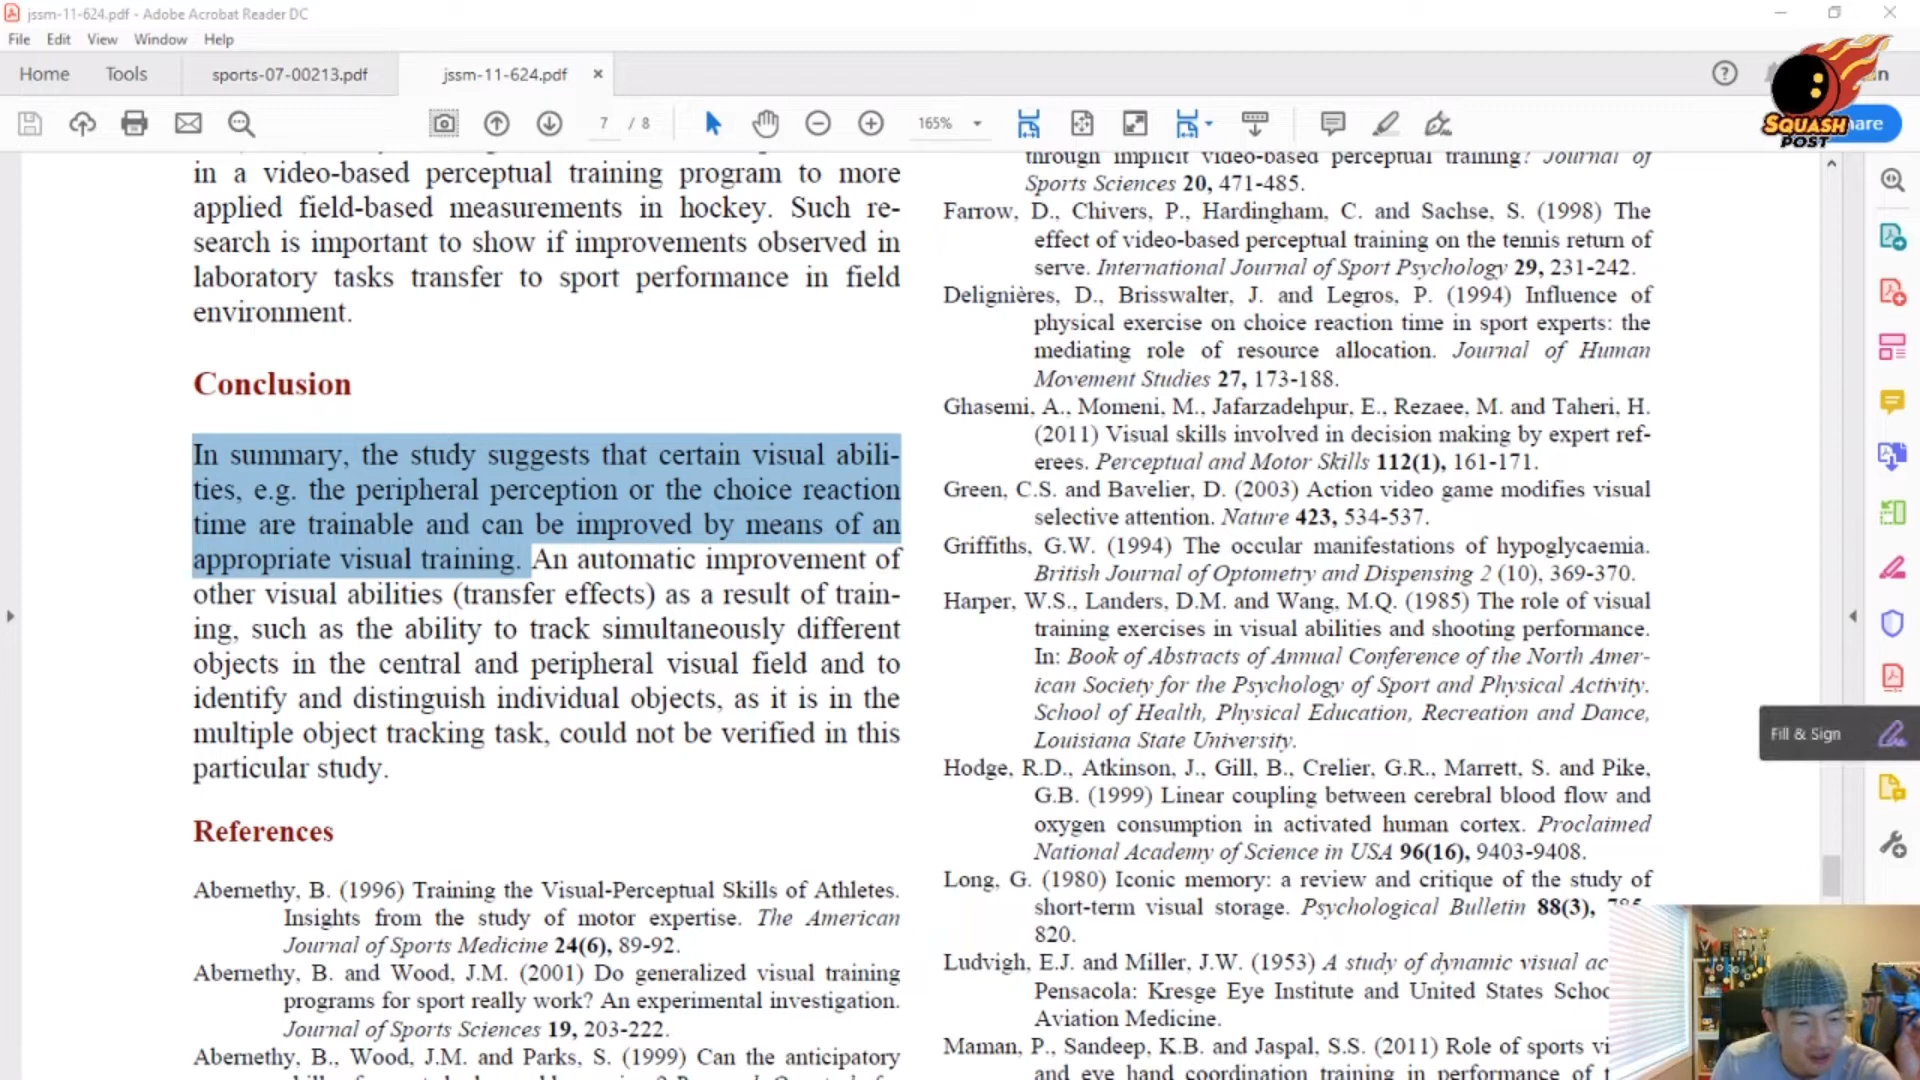 jssm-11-624.pdf - Adobe Acrobat Reader DC
File Edit View Window Help
Home Tools sports-07-00213.pdf jssm-11-624.pdf
7 / 8 165%
SQUASH
POST
in a video-based perceptual training program to more
applied field-based measurements in hockey. Such re-
search is important to show if improvements observed in
laboratory tasks transfer to sport performance in field
environment.
Conclusion
In summary, the study suggests that certain visual abili-
ties, e.g. the peripheral perception or the choice reaction
time are trainable and can be improved by means of an
appropriate visual training. An automatic improvement of
other visual abilities (transfer effects) as a result of train-
ing, such as the ability to track simultaneously different
objects in the central and peripheral visual field and to
identify and distinguish individual objects, as it is in the
multiple object tracking task, could not be verified in this
particular study.
References
Abernethy, B. (1996) Training the Visual-Perceptual Skills of Athletes.
Insights from the study of motor expertise. The American
Journal of Sports Medicine 24(6), 89-92.
Abernethy, B. and Wood, J.M. (2001) Do generalized visual training
programs for sport really work? An experimental investigation.
Journal of Sports Sciences 19, 203-222.
Abernethy, B., Wood, J.M. and Parks, S. (1999) Can the anticipatory
through implicit video-based perceptual training? Journal of
Sports Sciences 20, 471-485.
Farrow, D., Chivers, P., Hardingham, C. and Sachse, S. (1998) The
effect of video-based perceptual training on the tennis return of
serve. International Journal of Sport Psychology 29, 231-242.
Delignières, D., Brisswalter, J. and Legros, P. (1994) Influence of
physical exercise on choice reaction time in sport experts: the
mediating role of resource allocation. Journal of Human
Movement Studies 27, 173-188.
Ghasemi, A., Momeni, M., Jafarzadehpur, E., Rezaee, M. and Taheri, H.
(2011) Visual skills involved in decision making by expert ref-
erees. Perceptual and Motor Skills 112(1), 161-171.
Green, C.S. and Bavelier, D. (2003) Action video game modifies visual
selective attention. Nature 423, 534-537.
Griffiths, G.W. (1994) The occular manifestations of hypoglycaemia.
British Journal of Optometry and Dispensing 2 (10), 369-370.
Harper, W.S., Landers, D.M. and Wang, M.Q. (1985) The role of visual
training exercises in visual abilities and shooting performance.
In: Book of Abstracts of Annual Conference of the North Amer-
ican Society for the Psychology of Sport and Physical Activity.
School of Health, Physical Education, Recreation and Dance,
Louisiana State University.
Hodge, R.D., Atkinson, J., Gill, B., Crelier, G.R., Marrett, S. and Pike,
G.B. (1999) Linear coupling between cerebral blood flow and
oxygen consumption in activated human cortex. Proclaimed
National Academy of Science in USA 96(16), 9403-9408.
Long, G. (1980) Iconic memory: a review and critique of the study of
short-term visual storage. Psychological Bulletin 88(3),
820.
Ludvigh, E.J. and Miller, J.W. (1953) A study of dynamic visual ac
Pensacola: Kresge Eye Institute and United States Schoo
Aviation Medicine.
Maman, P., Sandeep, K.B. and Jaspal, S.S. (2011) Role of sports vi
and eye hand coordination training in performance of
Fill & Sign